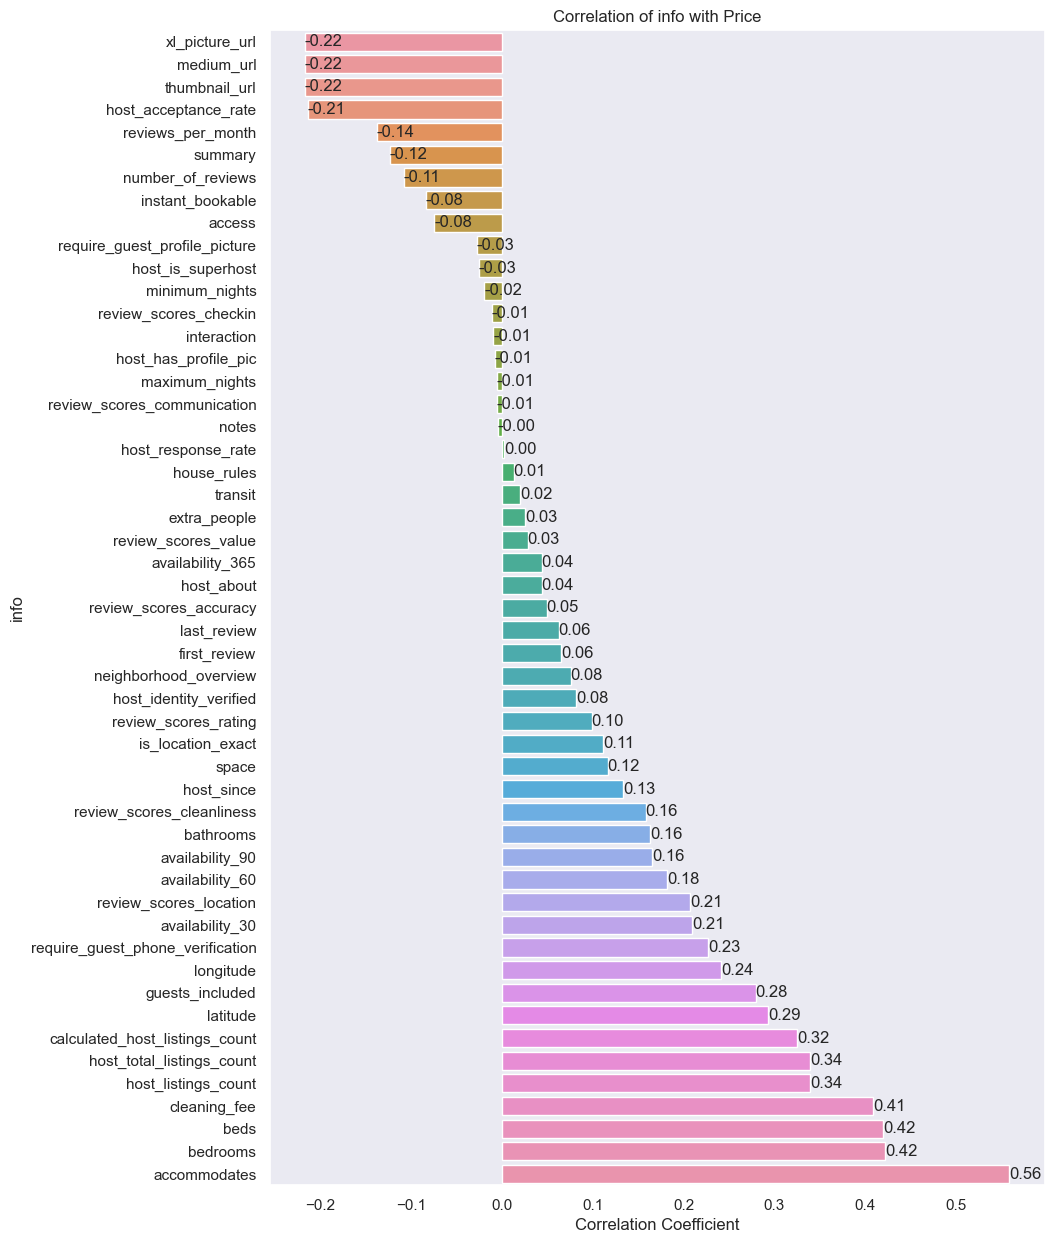 Correlation of info with Price
xl_picture_url -0.22
medium_url -0.22
thumbnail_url -0.22
host_acceptance_rate -0.21
reviews_per_month -0.14
summary -0.12
number_of_reviews -0.11
instant_bookable -0.08
access -0.08
require_guest_profile_picture -0.03
host_is_superhost -0.03
minimum_nights -0.02
review_scores_checkin -0.01
interaction -0.01
host_has_profile_pic -0.01
maximum_nights -0.01
review_scores_communication -0.01
notes -0.00
host_response_rate 0.00
house_rules 0.01
transit 0.02
extra_people 0.03
review_scores_value 0.03
availability_365 0.04
host_about 0.04
review_scores_accuracy 0.05
info
last_review 0.06
first_review 0.06
neighborhood_overview 0.08
host_identity_verified 0.08
review_scores_rating 0.10
is_location_exact 0.11
space 0.12
host_since 0.13
review_scores_cleanliness 0.16
bathrooms 0.16
availability_90 0.16
availability_60 0.18
review_scores_location 0.21
availability_30 0.21
require_guest_phone_verification 0.23
longitude 0.24
guests_included 0.28
latitude 0.29
calculated_host_listings_count 0.32
host_total_listings_count 0.34
host_listings_count 0.34
cleaning_fee 0.41
beds 0.42
bedrooms 0.42
accommodates 0.56
−0.2 −0.1 0.0 0.1 0.2 0.3 0.4 0.5
Correlation Coefficient